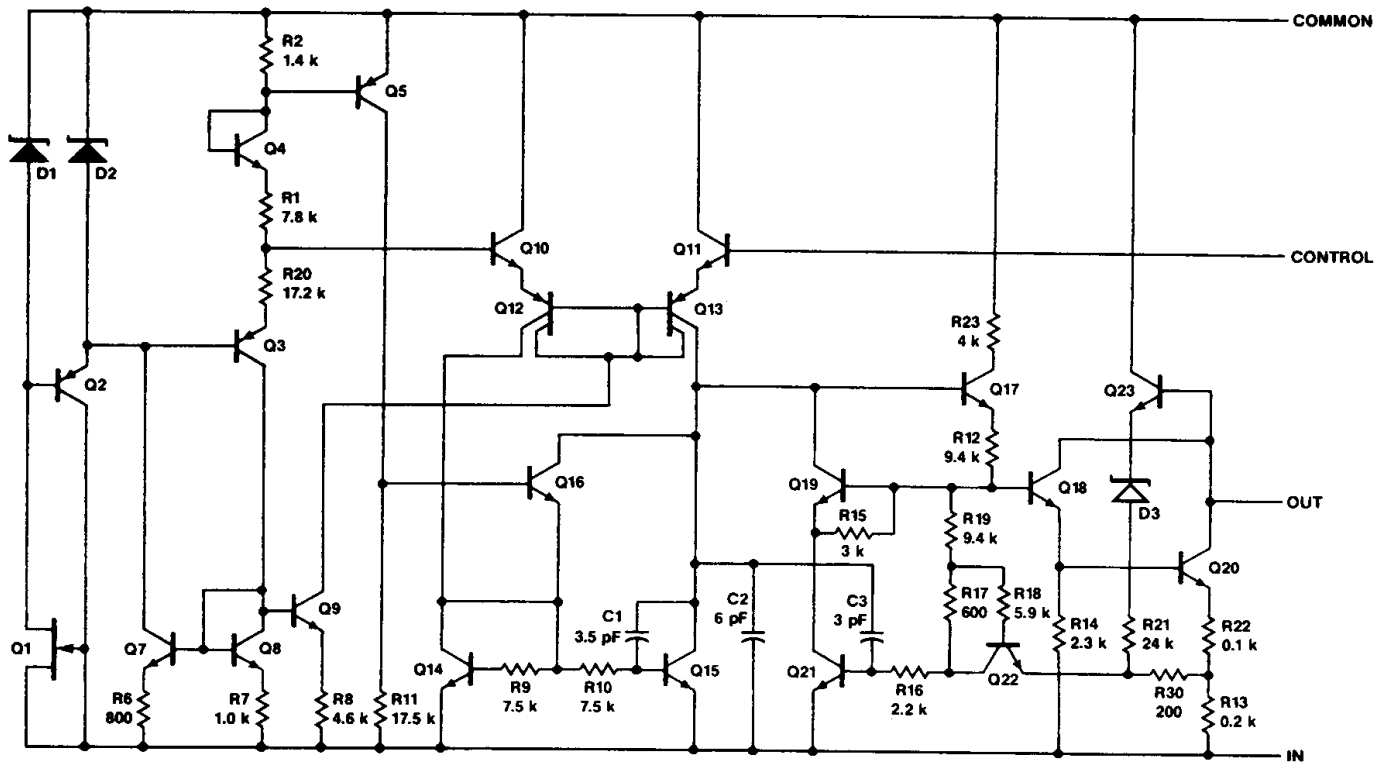 COMMON
R2
1.4 k
Q5
D1
D2
Q4
R1
7.8 k
Q10
Q11
CONTROL
R20
17.2 k
Q12
Q13
R23
4 k
Q3
Q2
Q17
Q23
R12
9.4 k
Q16
Q19
Q18
R15
3 k
D3
OUT
R19
9.4 k
Q20
Q9
C1
3.5 pF
C2
6 pF
C3
3 pF
R17
600
R18
5.9 k
R14
2.3 k
R21
24 k
R22
0.1 k
Q1
Q7
Q8
Q14
R9
7.5 k
R10
7.5 k
Q15
Q21
R16
2.2 k
Q22
R30
200
R6
800
R7
1.0 k
R8
4.6 k
R11
17.5 k
R13
0.2 k
IN